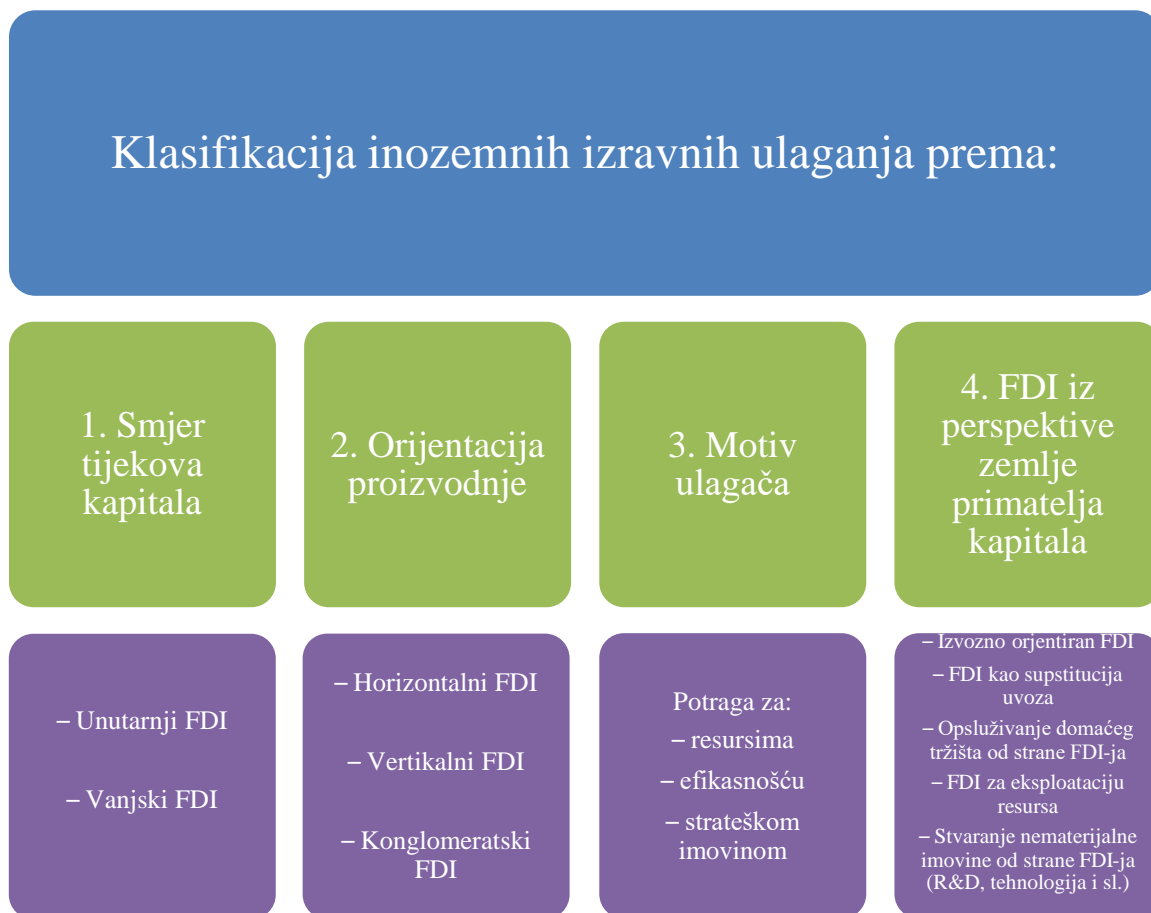 Klasifikacija inozemnih izravnih ulaganja prema:
1. Smjer
tijekova
kapitala
2. Orijentacija
proizvodnje
3. Motiv
ulagača
4. FDI iz
perspektive
zemlje
primatelja
kapitala
– Unutarnji FDI
– Vanjski FDI
– Horizontalni FDI
– Vertikalni FDI
– Konglomeratski
FDI
Potraga za:
– resursima
– efikasnošću
– strateškom
imovinom
– Izvozno orjentiran FDI
– FDI kao supstitucija
uvoza
– Opsluživanje domaćeg
tržišta od strane FDI-ja
– FDI za eksploataciju
resursa
– Stvaranje nematerijalne
imovine od strane FDI-ja
(R&D, tehnologija i sl.)